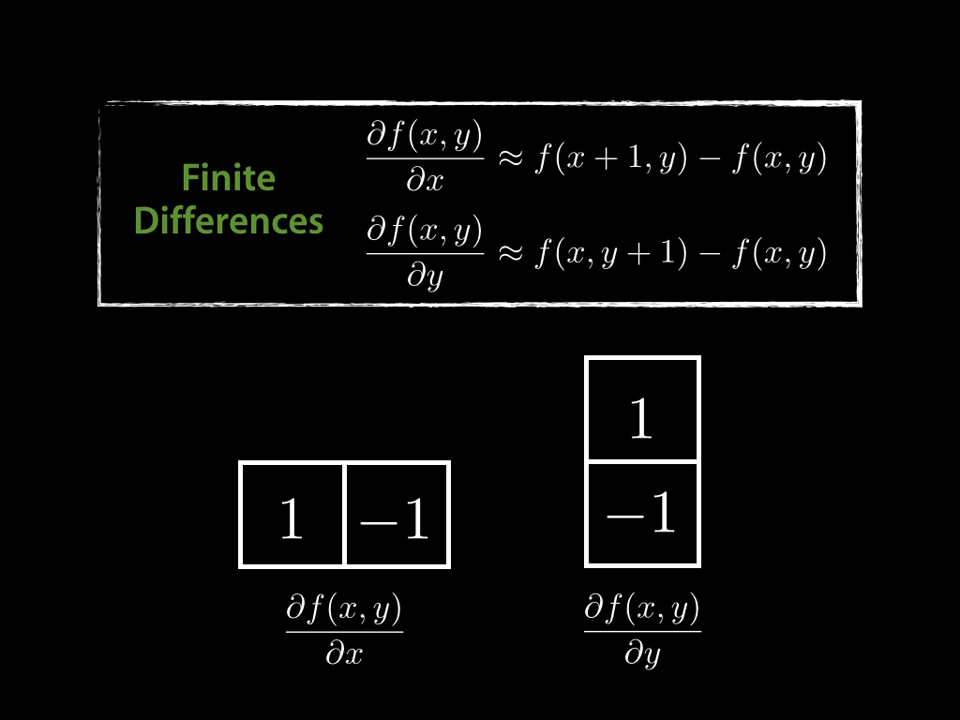 Finite
Differences
∂f(x, y)/∂x ≈ f(x + 1, y) − f(x, y)
∂f(x, y)/∂y ≈ f(x, y + 1) − f(x, y)
1
−1
1 −1
∂f(x, y)/∂x
∂f(x, y)/∂y